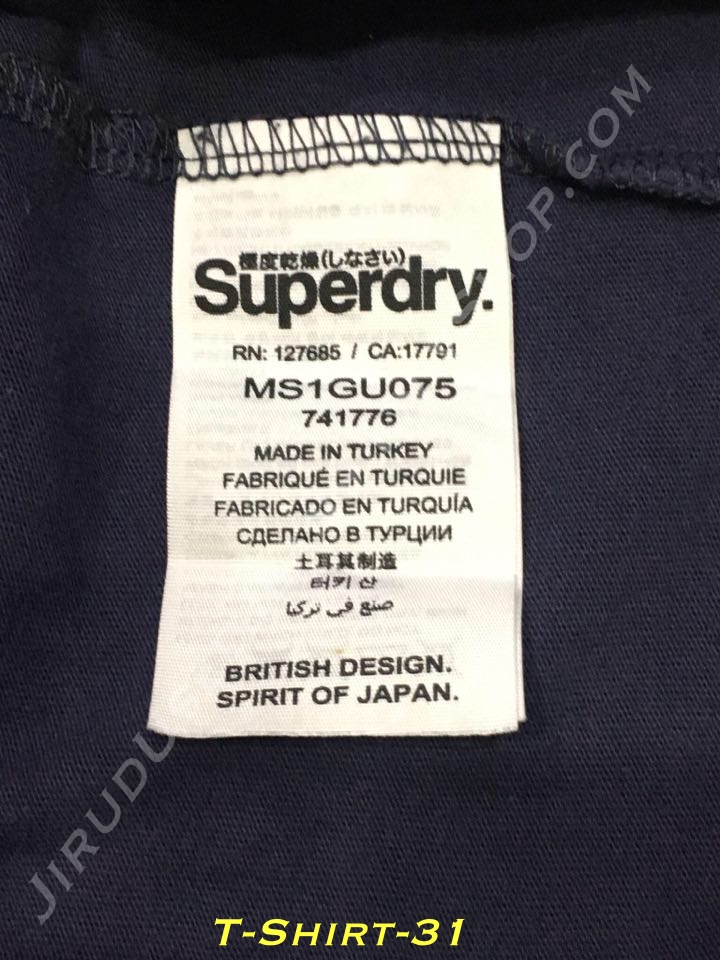 極度乾燥(しなさい)
Superdry.
RN: 127685 / CA:17791
MS1GU075
741776
MADE IN TURKEY
FABRIQUÉ EN TURQUIE
FABRICADO EN TURQUÍA
СДЕЛАНО В ТУРЦИИ
土耳其制造
터키 산
صنع في تركيا
BRITISH DESIGN.
SPIRIT OF JAPAN.
T-SHIRT-31